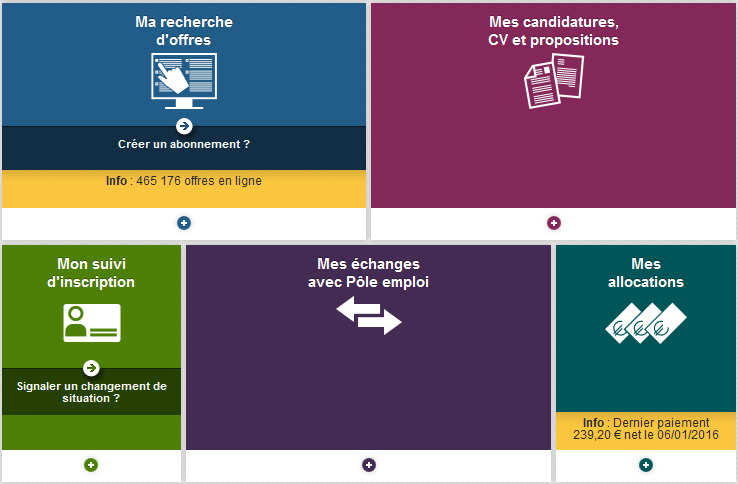 Ma recherche
d'offres
Créer un abonnement ?
Info : 465 176 offres en ligne
Mes candidatures,
CV et propositions
Mon suivi
d'inscription
Signaler un changement de
situation ?
Mes échanges
avec Pôle emploi
Mes
allocations
Info : Dernier paiement
239,20 € net le 06/01/2016